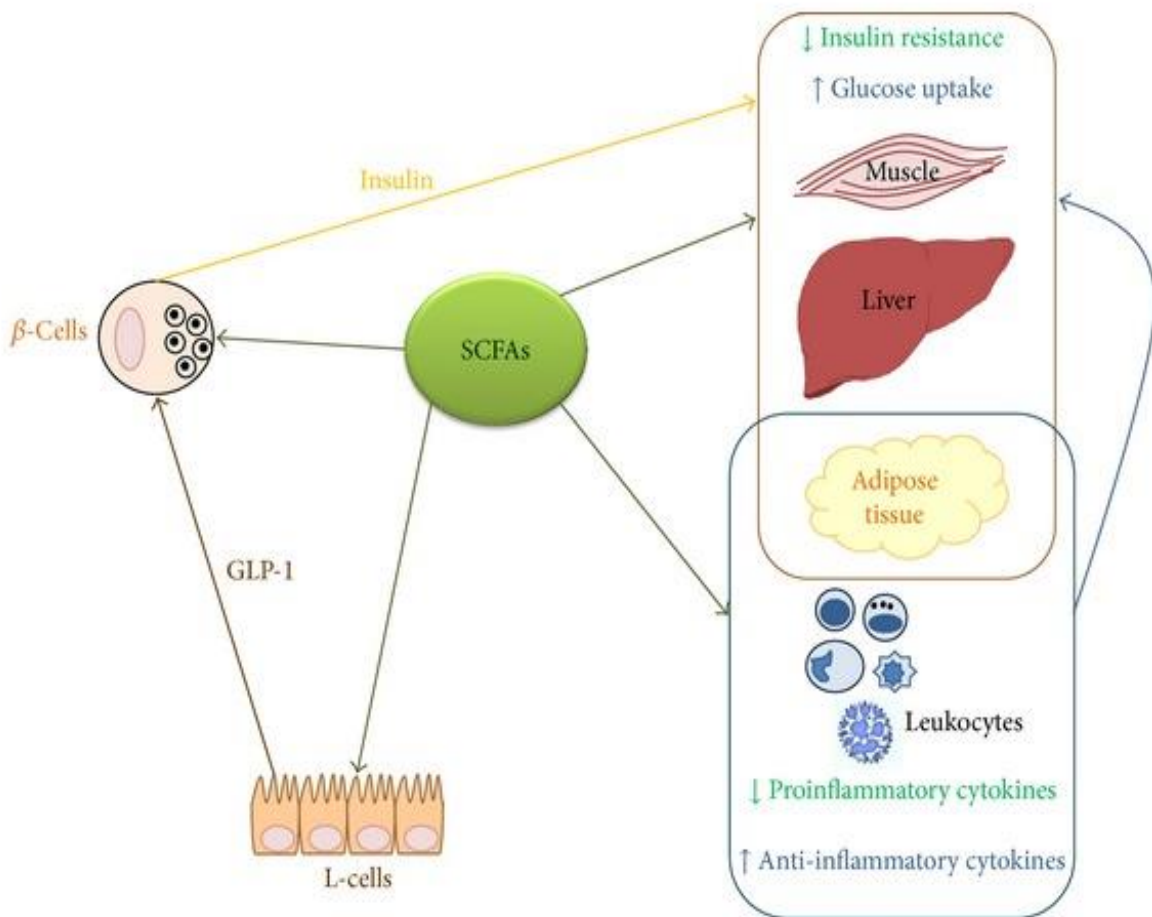 ↓ Insulin resistance
↑ Glucose uptake
Muscle
Insulin
Liver
β-Cells
SCFAs
Adipose
tissue
GLP-1
Leukocytes
↓ Proinflammatory cytokines
↑ Anti-inflammatory cytokines
L-cells